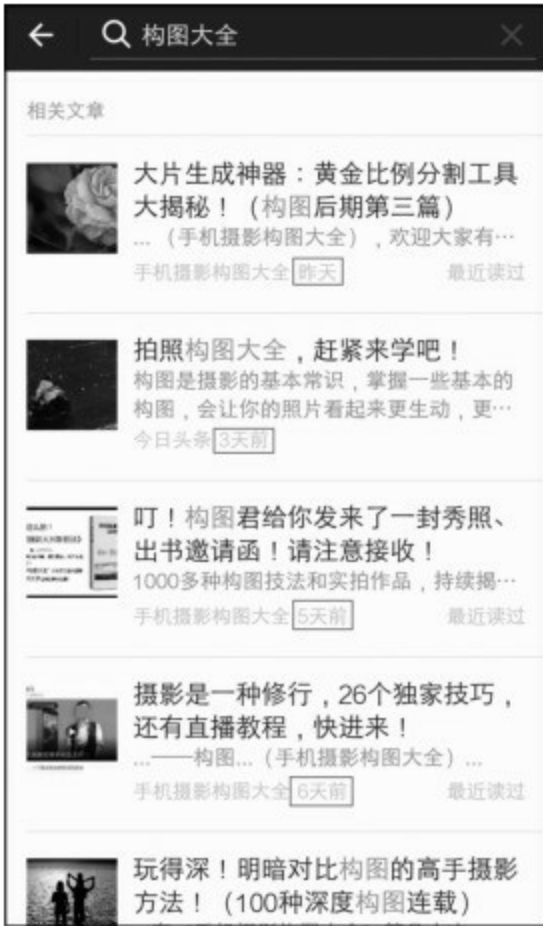 构图大全
相关文章
大片生成神器：黄金比例分割工具
大揭秘！（构图后期第三篇）
...（手机摄影构图大全），欢迎大家有…
手机摄影构图大全 昨天 最近读过
拍照构图大全，赶紧来学吧！
构图是摄影的基本常识，掌握一些基本的
构图，会让你的照片看起来更生动，更…
今日头条 3天前
叮！构图君给你发来了一封秀照、
出书邀请函！请注意接收！
1000多种构图技法和实拍作品，持续揭…
手机摄影构图大全 5天前 最近读过
摄影是一种修行，26个独家技巧，
还有直播教程，快进来！
...——构图...（手机摄影构图大全）...
手机摄影构图大全 6天前 最近读过
玩得深！明暗对比构图的高手摄影
方法！（100种深度构图连载）